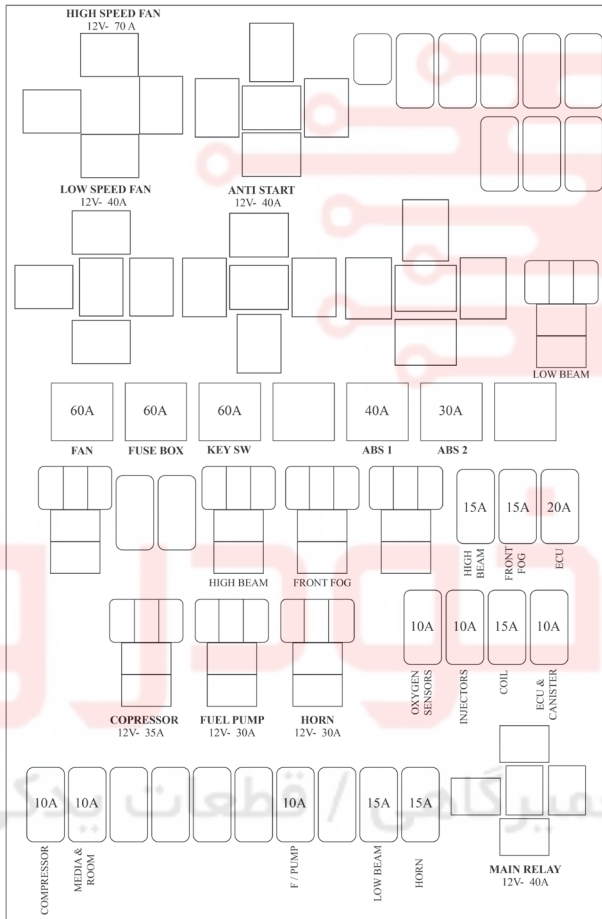 HIGH SPEED FAN
12V- 70 A
LOW SPEED FAN
12V- 40A
ANTI START
12V- 40A
LOW BEAM
60A
60A
60A
40A
30A
FAN
FUSE BOX
KEY SW
ABS 1
ABS 2
15A
15A
20A
HIGH BEAM
FRONT FOG
HIGH
BEAM
FRONT
FOG
ECU
10A
10A
15A
10A
OXYGEN
SENSORS
INJECTORS
COIL
ECU &
CANISTER
COPRESSOR
12V- 35A
FUEL PUMP
12V- 30A
HORN
12V- 30A
10A
10A
10A
15A
15A
COMPRESSOR
MEDIA &
ROOM
F / PUMP
LOW BEAM
HORN
MAIN RELAY
12V- 40A